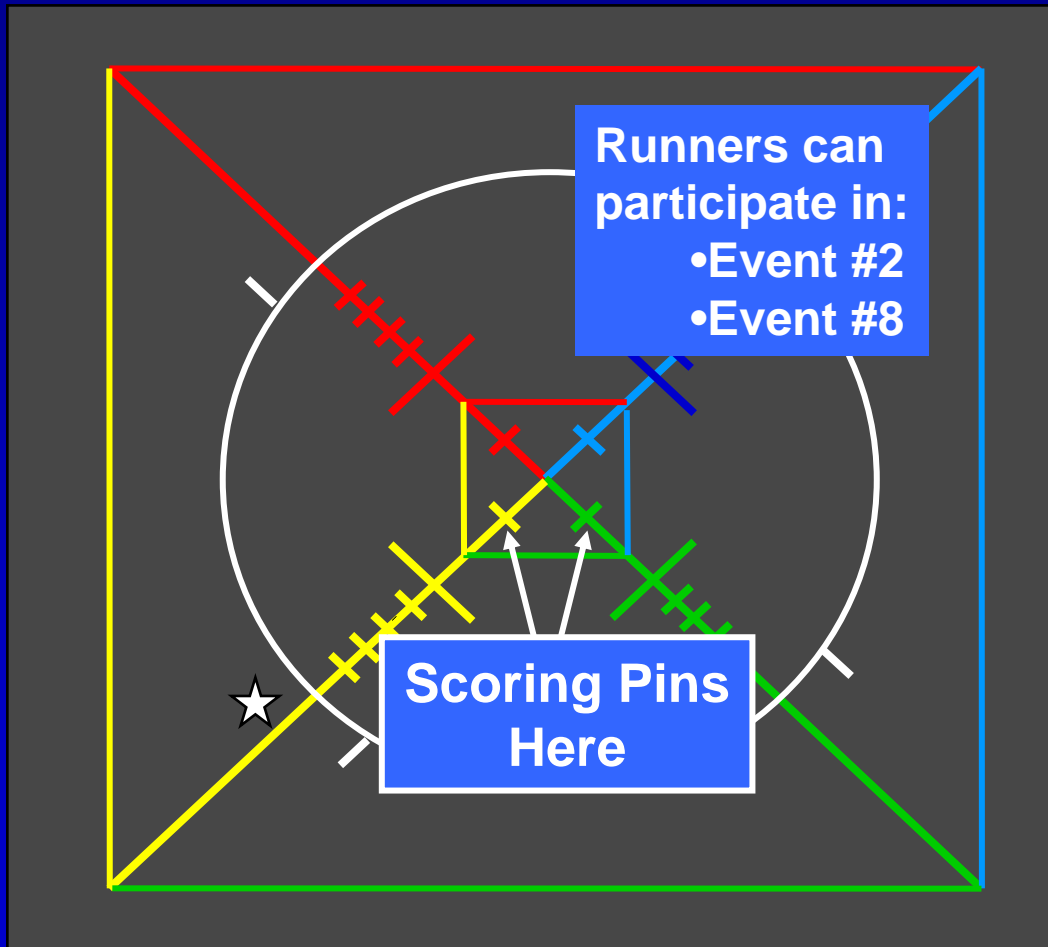 Runners can
participate in:
•Event #2
•Event #8
Scoring Pins
Here